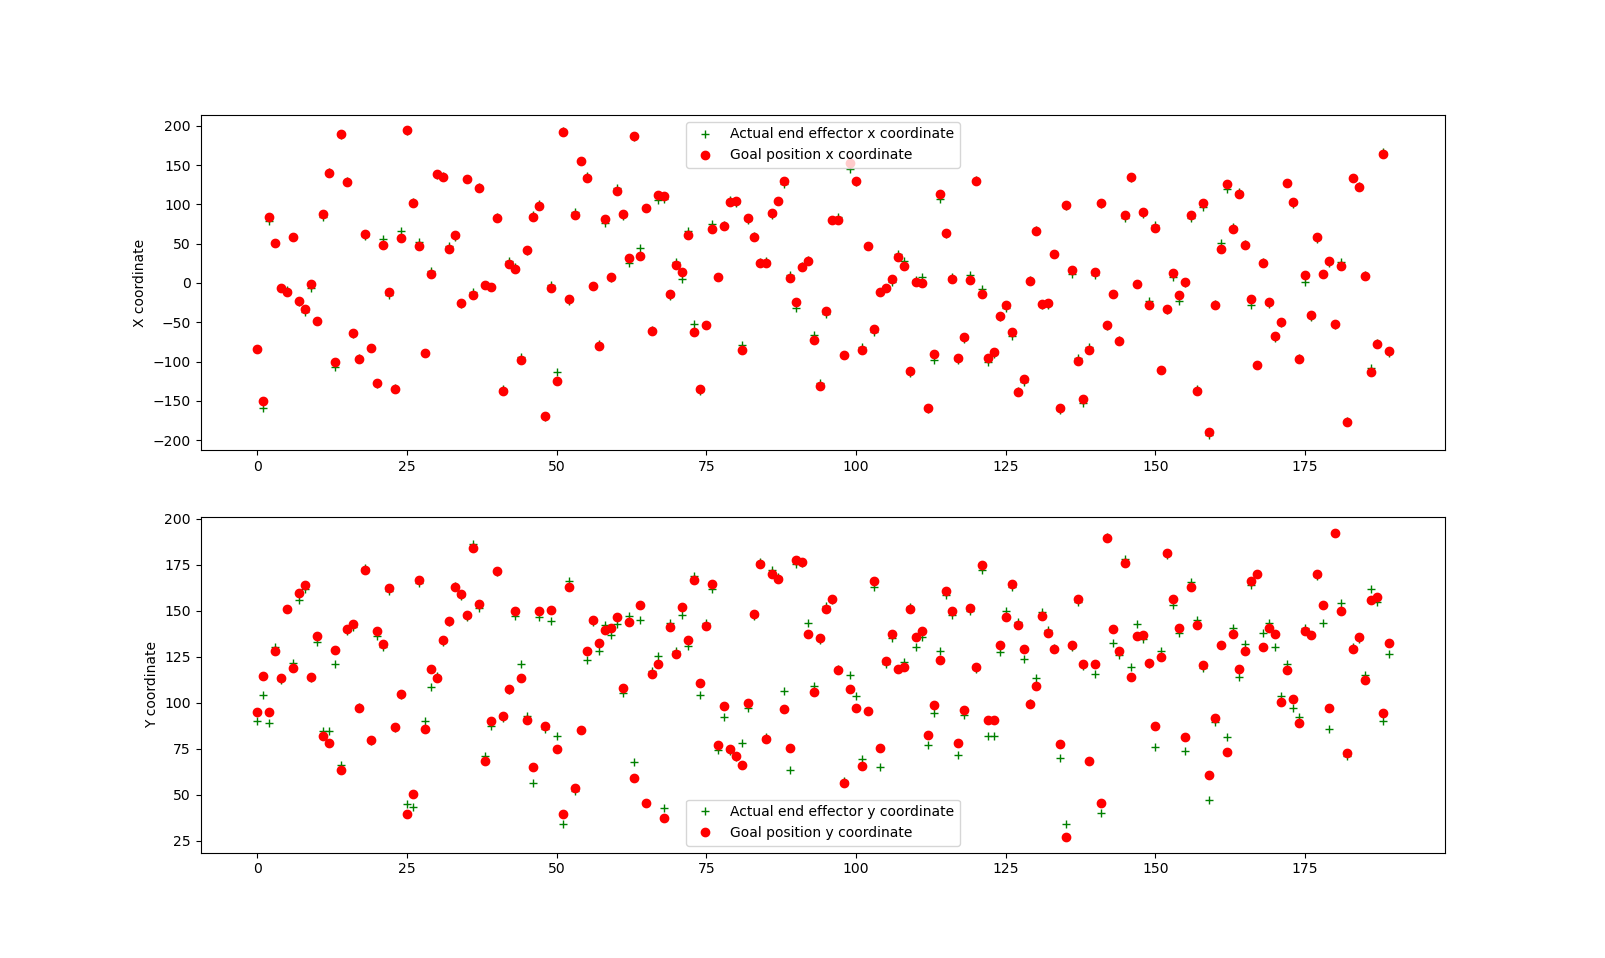 200
150
100
50
0
−50
−100
−150
−200
X coordinate
Actual end effector x coordinate
Goal position x coordinate
0 25 50 75 100 125 150 175
200
175
150
125
100
75
50
25
Y coordinate
Actual end effector y coordinate
Goal position y coordinate
0 25 50 75 100 125 150 175